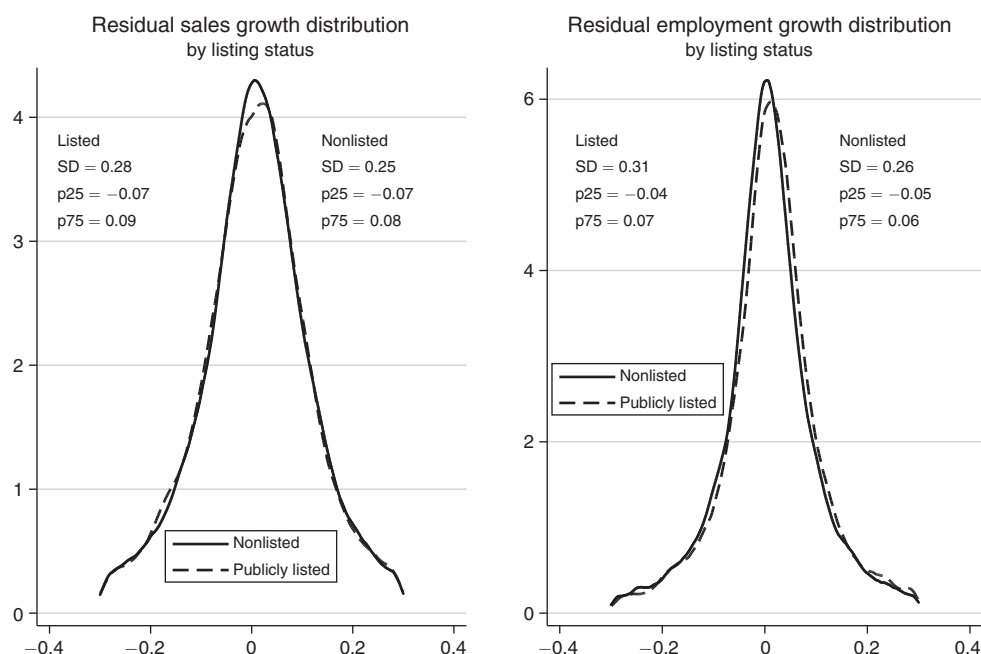 Residual sales growth distribution
by listing status
4
3
2
1
0
Listed
SD = 0.28
p25 = −0.07
p75 = 0.09
Nonlisted
SD = 0.25
p25 = −0.07
p75 = 0.08
Nonlisted
Publicly listed
−0.4
−0.2
0
0.2
0.4
Residual employment growth distribution
by listing status
6
4
2
0
Listed
SD = 0.31
p25 = −0.04
p75 = 0.07
Nonlisted
SD = 0.26
p25 = −0.05
p75 = 0.06
Nonlisted
Publicly listed
−0.4
−0.2
0
0.2
0.4